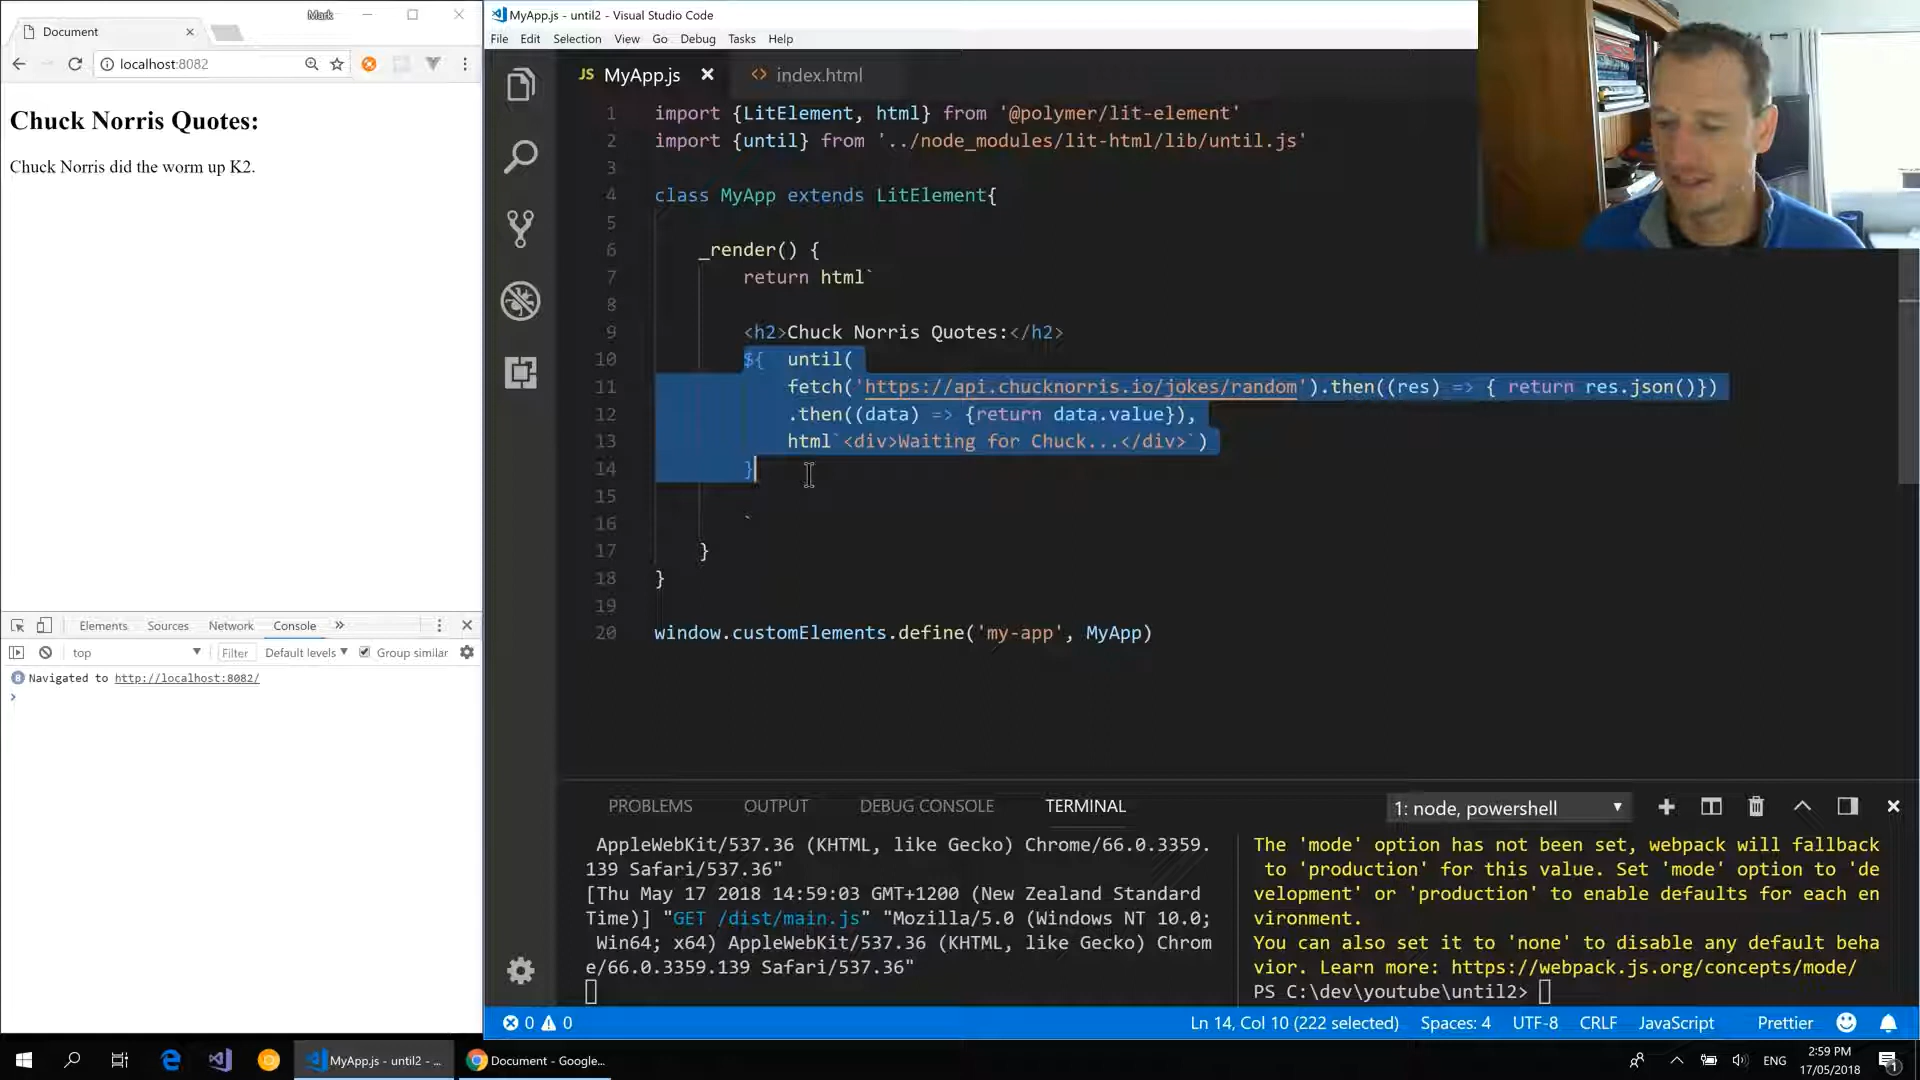 Mark
Document
localhost:8082
Chuck Norris Quotes:
Chuck Norris did the worm up K2.
Elements Sources Network Console
top Filter Default levels Group similar
8 Navigated to http://localhost:8082/
MyApp.js - until2 - Visual Studio Code
File Edit Selection View Go Debug Tasks Help
JS MyApp.js <> index.html
1 import {LitElement, html} from '@polymer/lit-element'
2 import {until} from '../node_modules/lit-html/lib/until.js'
3
4 class MyApp extends LitElement{
5
6 _render() {
7 return html`
8
9 <h2>Chuck Norris Quotes:</h2>
10 ${ until(
11 fetch('https://api.chucknorris.io/jokes/random').then((res) => { return res.json()})
12 .then((data) => {return data.value}),
13 html`<div>Waiting for Chuck...</div>`)
14 }
15
16 `
17 }
18 }
19
20 window.customElements.define('my-app', MyApp)
PROBLEMS OUTPUT DEBUG CONSOLE TERMINAL 1: node, powershell
AppleWebKit/537.36 (KHTML, like Gecko) Chrome/66.0.3359.
139 Safari/537.36"
[Thu May 17 2018 14:59:03 GMT+1200 (New Zealand Standard
Time)] "GET /dist/main.js" "Mozilla/5.0 (Windows NT 10.0;
Win64; x64) AppleWebKit/537.36 (KHTML, like Gecko) Chrom
e/66.0.3359.139 Safari/537.36"
The 'mode' option has not been set, webpack will fallback
to 'production' for this value. Set 'mode' option to 'de
velopment' or 'production' to enable defaults for each en
vironment.
You can also set it to 'none' to disable any default beha
vior. Learn more: https://webpack.js.org/concepts/mode/
PS C:\dev\youtube\until2>
0 0 Ln 14, Col 10 (222 selected) Spaces: 4 UTF-8 CRLF JavaScript Prettier
MyApp.js - until2 - ... Document - Google... ENG 2:59 PM
17/05/2018 1